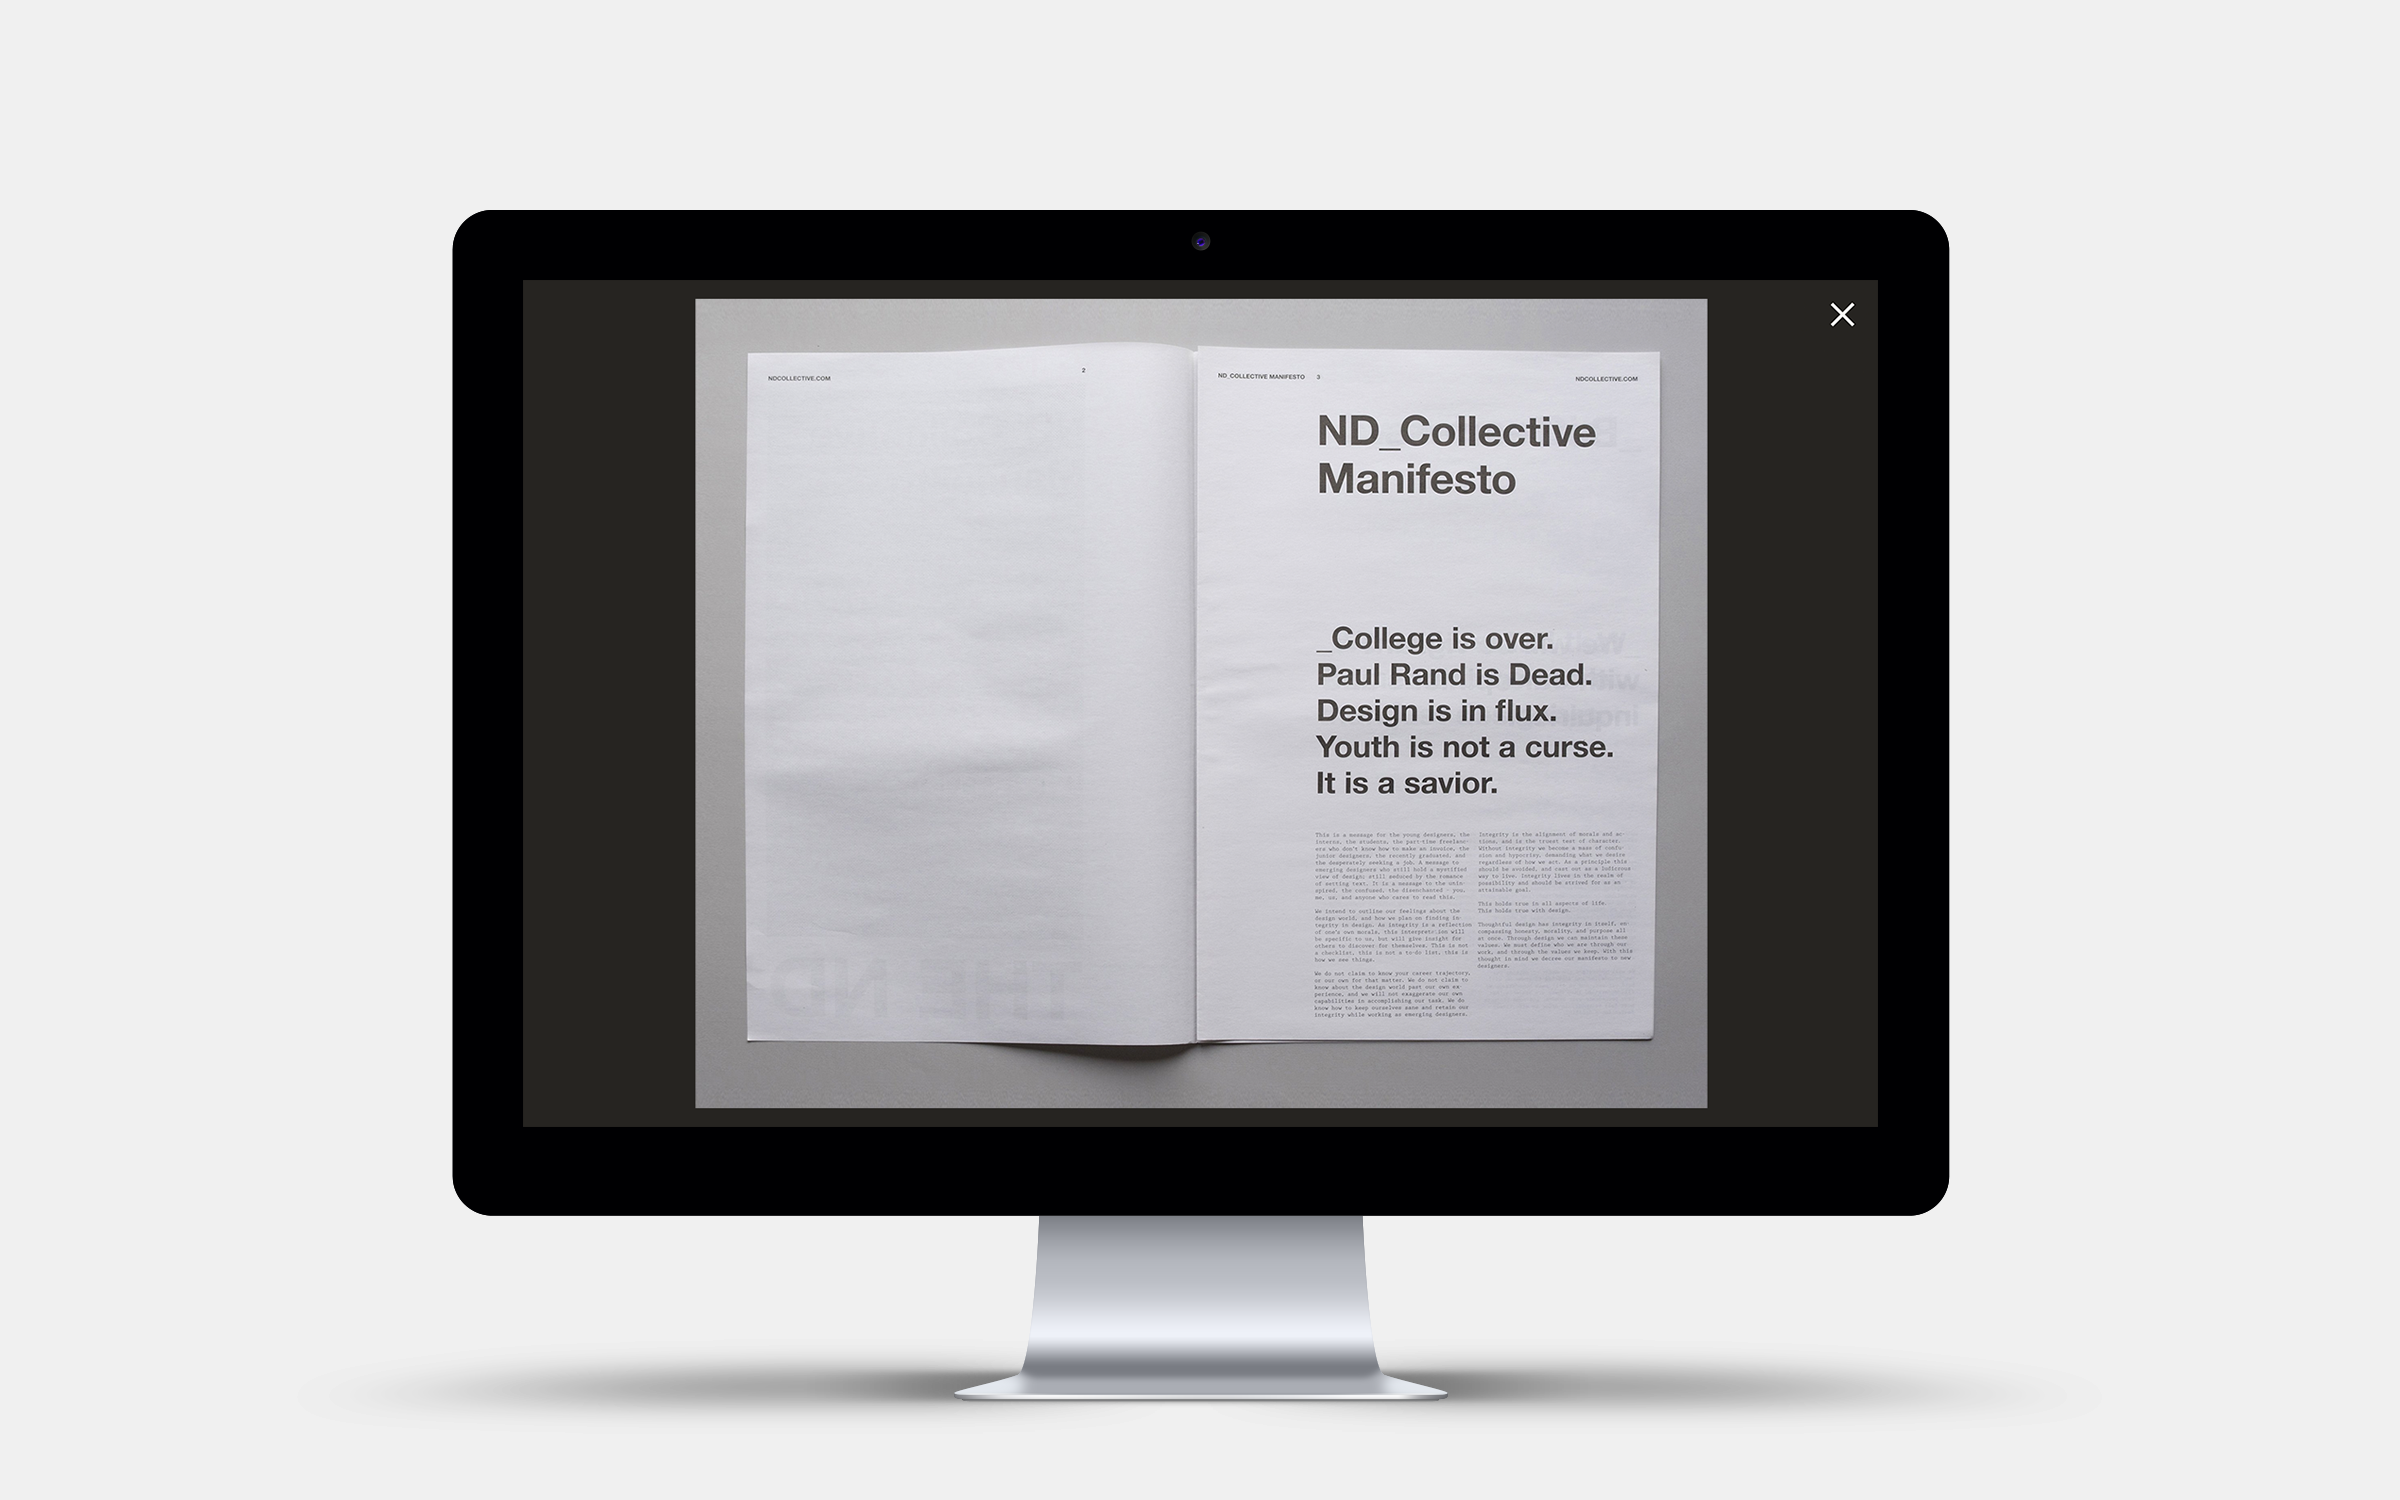 NDCOLLECTIVE.COM
2
ND_COLLECTIVE MANIFESTO 3
NDCOLLECTIVE.COM
ND_Collective
Manifesto
_College is over.
Paul Rand is Dead.
Design is in flux.
Youth is not a curse.
It is a savior.
This is a message for the young designers, the
interns, the students, the part-time freelanc-
ers who don't know how to make an invoice, the
junior designers, the recently graduated, and
the desperately seeking a job. A message to
emerging designers who still hold a mystified
view of design; still seduced by the romance
of setting text. It is a message to the unin-
spired, the confused, the disenchanted - you,
me, us, and anyone who cares to read this.
We intend to outline our feelings about the
design world, and how we plan on finding in-
tegrity in design. As integrity is a reflection
of one's own morals, this interpretation will
be specific to us, but will give insight for
others to discover for themselves. This is not
a checklist, this is not a to-do list, this is
how we see things.
We do not claim to know your career trajectory,
or our own for that matter. We do not claim to
know about the design world past our own ex-
perience, and we will not exaggerate our own
capabilities in accomplishing our task. We do
know how to keep ourselves sane and retain our
integrity while working as emerging designers.
Integrity is the alignment of morals and ac-
tions, and is the truest test of character.
Without integrity we become a mass of confu-
sion and hypocrisy, demanding what we desire
regardless of how we act. As a principle this
should be avoided, and cast out as a ludicrous
way to live. Integrity lives in the realm of
possibility and should be strived for as an
attainable goal.
This holds true in all aspects of life.
This holds true with design.
Thoughtful design has integrity in itself, en-
compassing honesty, morality, and purpose all
at once. Through design we can maintain these
values. We must define who we are through our
work, and through the values we keep. With this
thought in mind we decree our manifesto to new
designers.